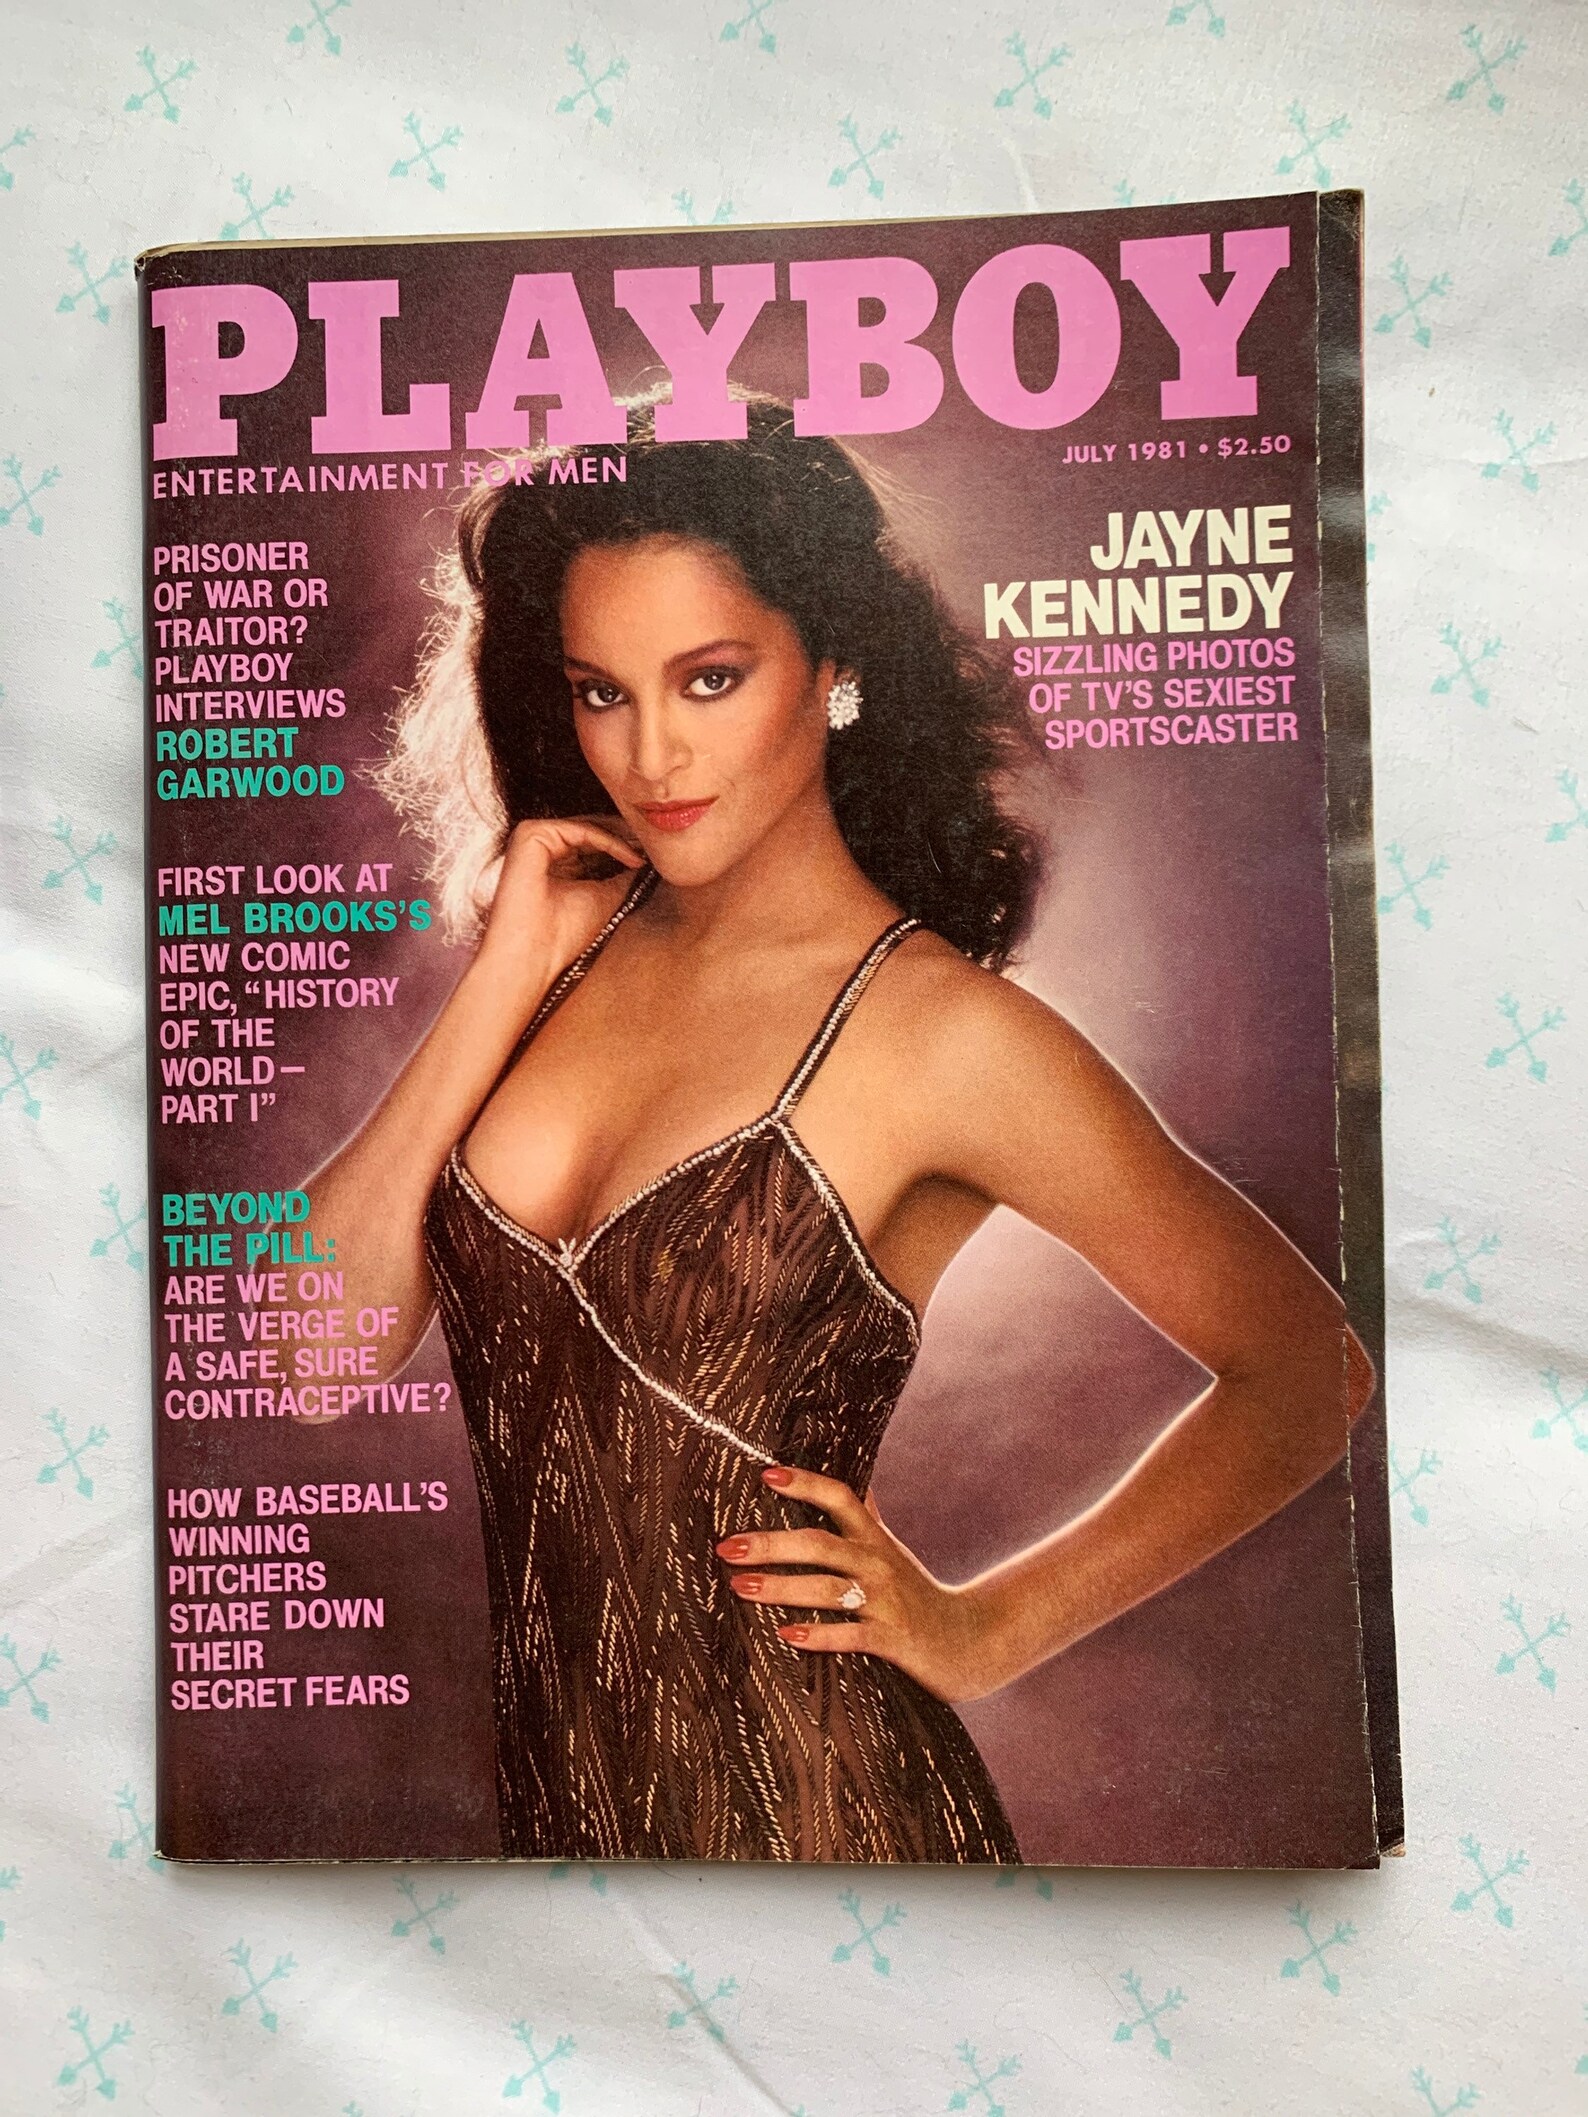 PLAYBOY
ENTERTAINMENT FOR MEN
JULY 1981 • $2.50
JAYNE
KENNEDY
SIZZLING PHOTOS
OF TV'S SEXIEST
SPORTSCASTER
PRISONER
OF WAR OR
TRAITOR?
PLAYBOY
INTERVIEWS
ROBERT
GARWOOD
FIRST LOOK AT
MEL BROOKS'S
NEW COMIC
EPIC, “HISTORY
OF THE
WORLD—
PART I”
BEYOND
THE PILL:
ARE WE ON
THE VERGE OF
A SAFE, SURE
CONTRACEPTIVE?
HOW BASEBALL'S
WINNING
PITCHERS
STARE DOWN
THEIR
SECRET FEARS